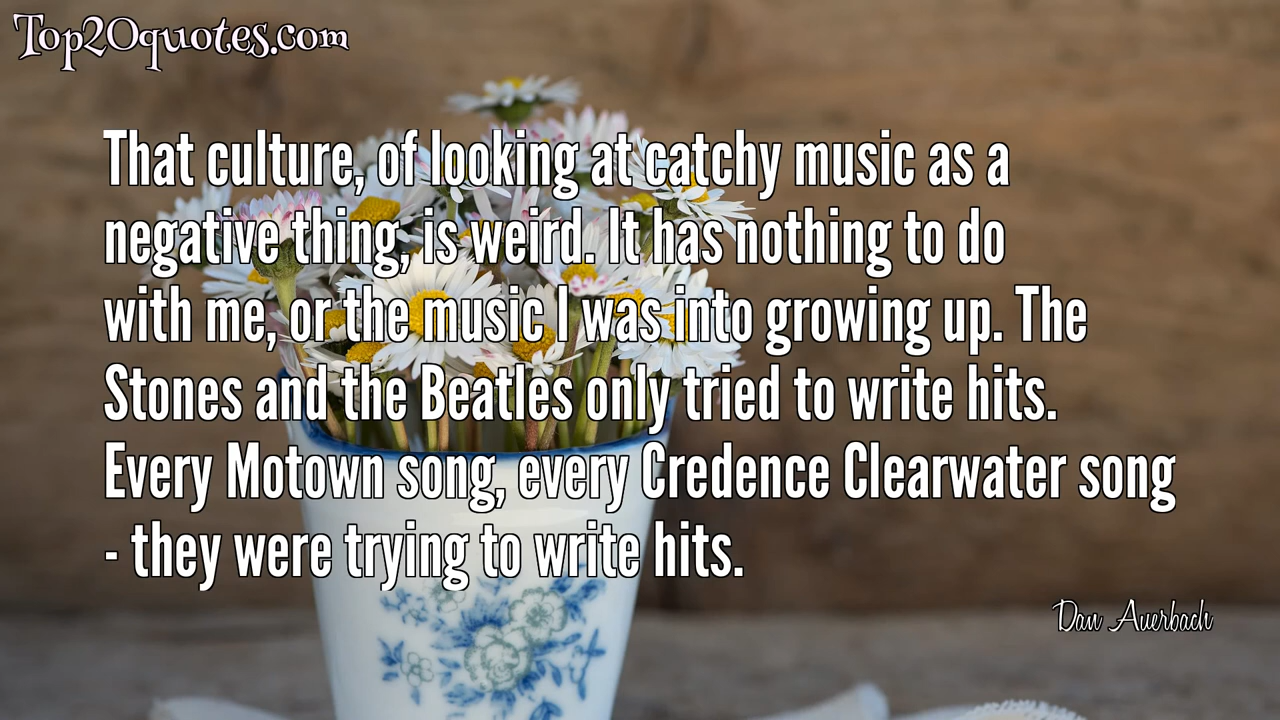 Top20quotes.com
That culture, of looking at catchy music as a
negative thing, is weird. It has nothing to do
with me, or the music I was into growing up. The
Stones and the Beatles only tried to write hits.
Every Motown song, every Credence Clearwater song
- they were trying to write hits.
Dan Auerbach